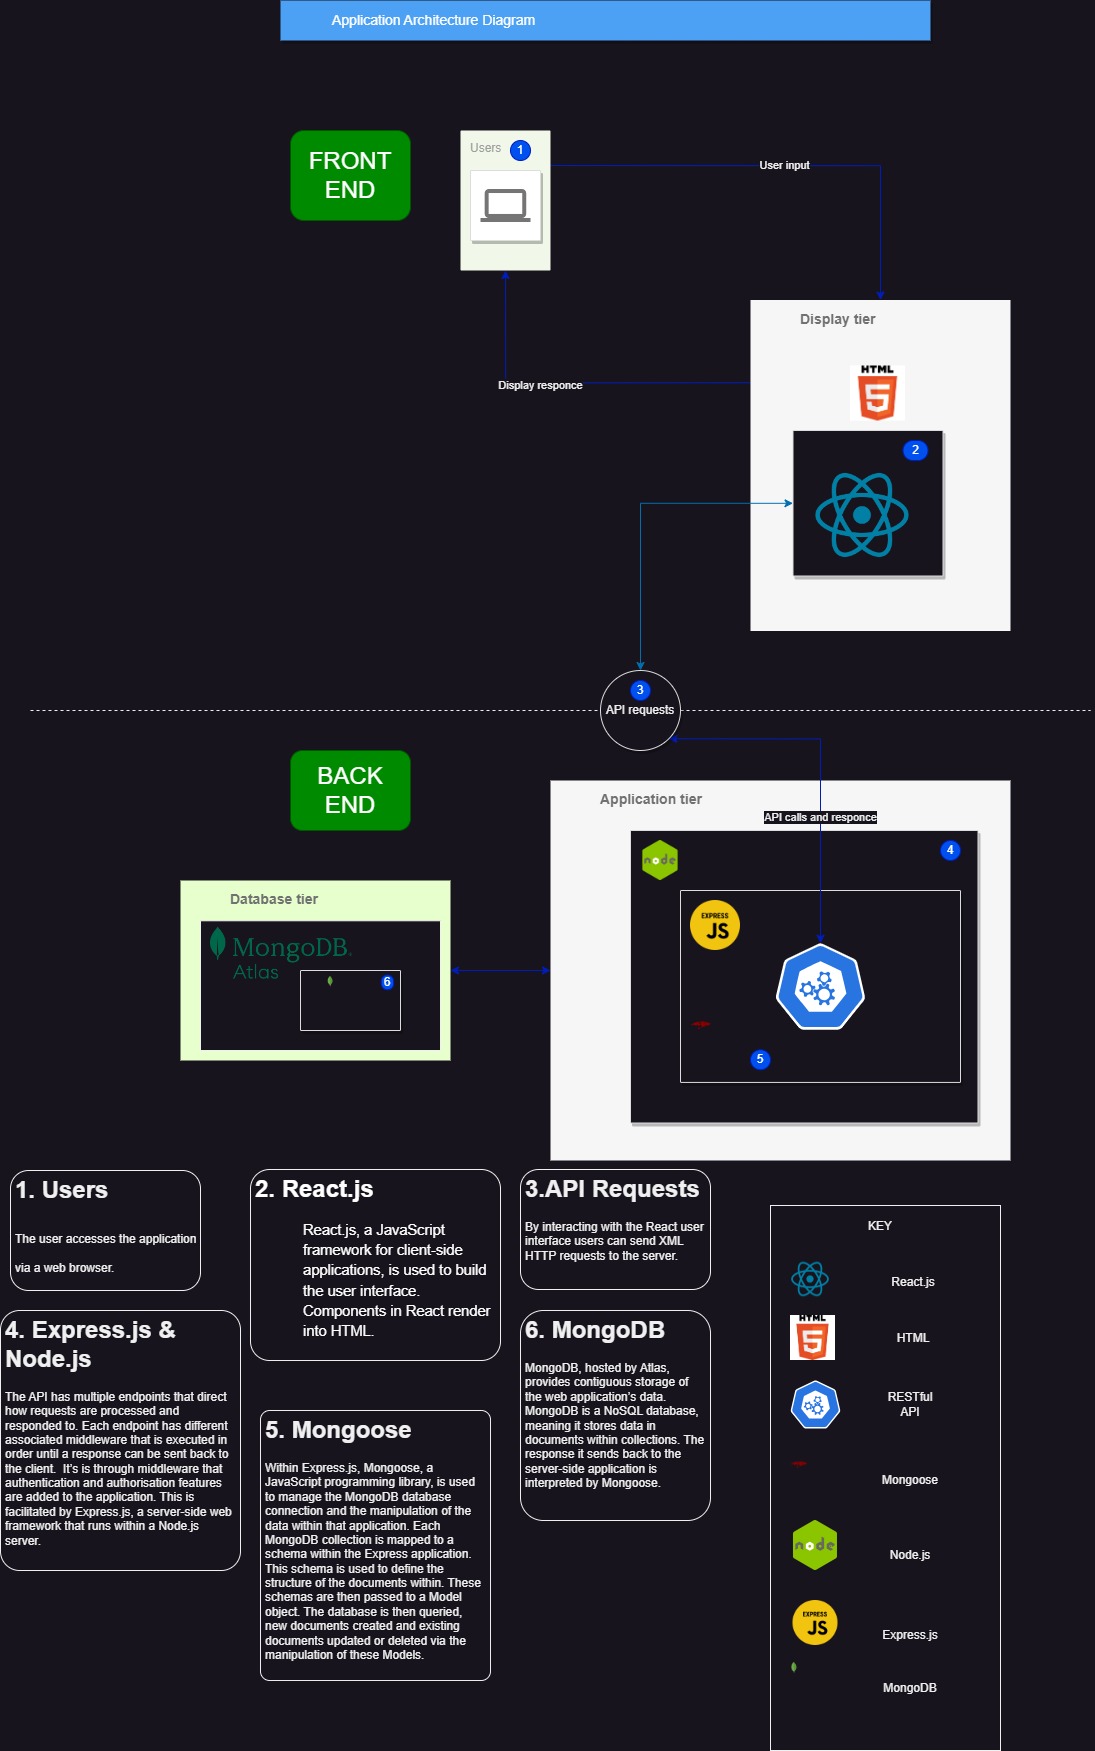 Application Architecture Diagram
FRONT
END
Users
1
User input
Display tier
HTML
5
Display responce
2
3
API requests
BACK
END
Application tier
API calls and responce
node
4
Database tier
EXPRESS
JS
MongoDB.
Atlas
6
5
1. Users
The user accesses the application
via a web browser.
2. React.js
React.js, a JavaScript
framework for client-side
applications, is used to build
the user interface.
Components in React render
into HTML.
3.API Requests
By interacting with the React user
interface users can send XML
HTTP requests to the server.
4. Express.js &
Node.js
The API has multiple endpoints that direct
how requests are processed and
responded to. Each endpoint has different
associated middleware that is executed in
order until a response can be sent back to
the client.  It's is through middleware that
authentication and authorisation features
are added to the application. This is
facilitated by Express.js, a server-side web
framework that runs within a Node.js
server.
5. Mongoose
Within Express.js, Mongoose, a
JavaScript programming library, is used
to manage the MongoDB database
connection and the manipulation of the
data within that application. Each
MongoDB collection is mapped to a
schema within the Express application.
This schema is used to define the
structure of the documents within. These
schemas are then passed to a Model
object. The database is then queried,
new documents created and existing
documents updated or deleted via the
manipulation of these Models.
6. MongoDB
MongoDB, hosted by Atlas,
provides contiguous storage of
the web application's data.
MongoDB is a NoSQL database,
meaning it stores data in
documents within collections. The
response it sends back to the
server-side application is
interpreted by Mongoose.
KEY
React.js
HTML
5
HTML
RESTful
API
Mongoose
node
Node.js
EXPRESS
JS
Express.js
MongoDB